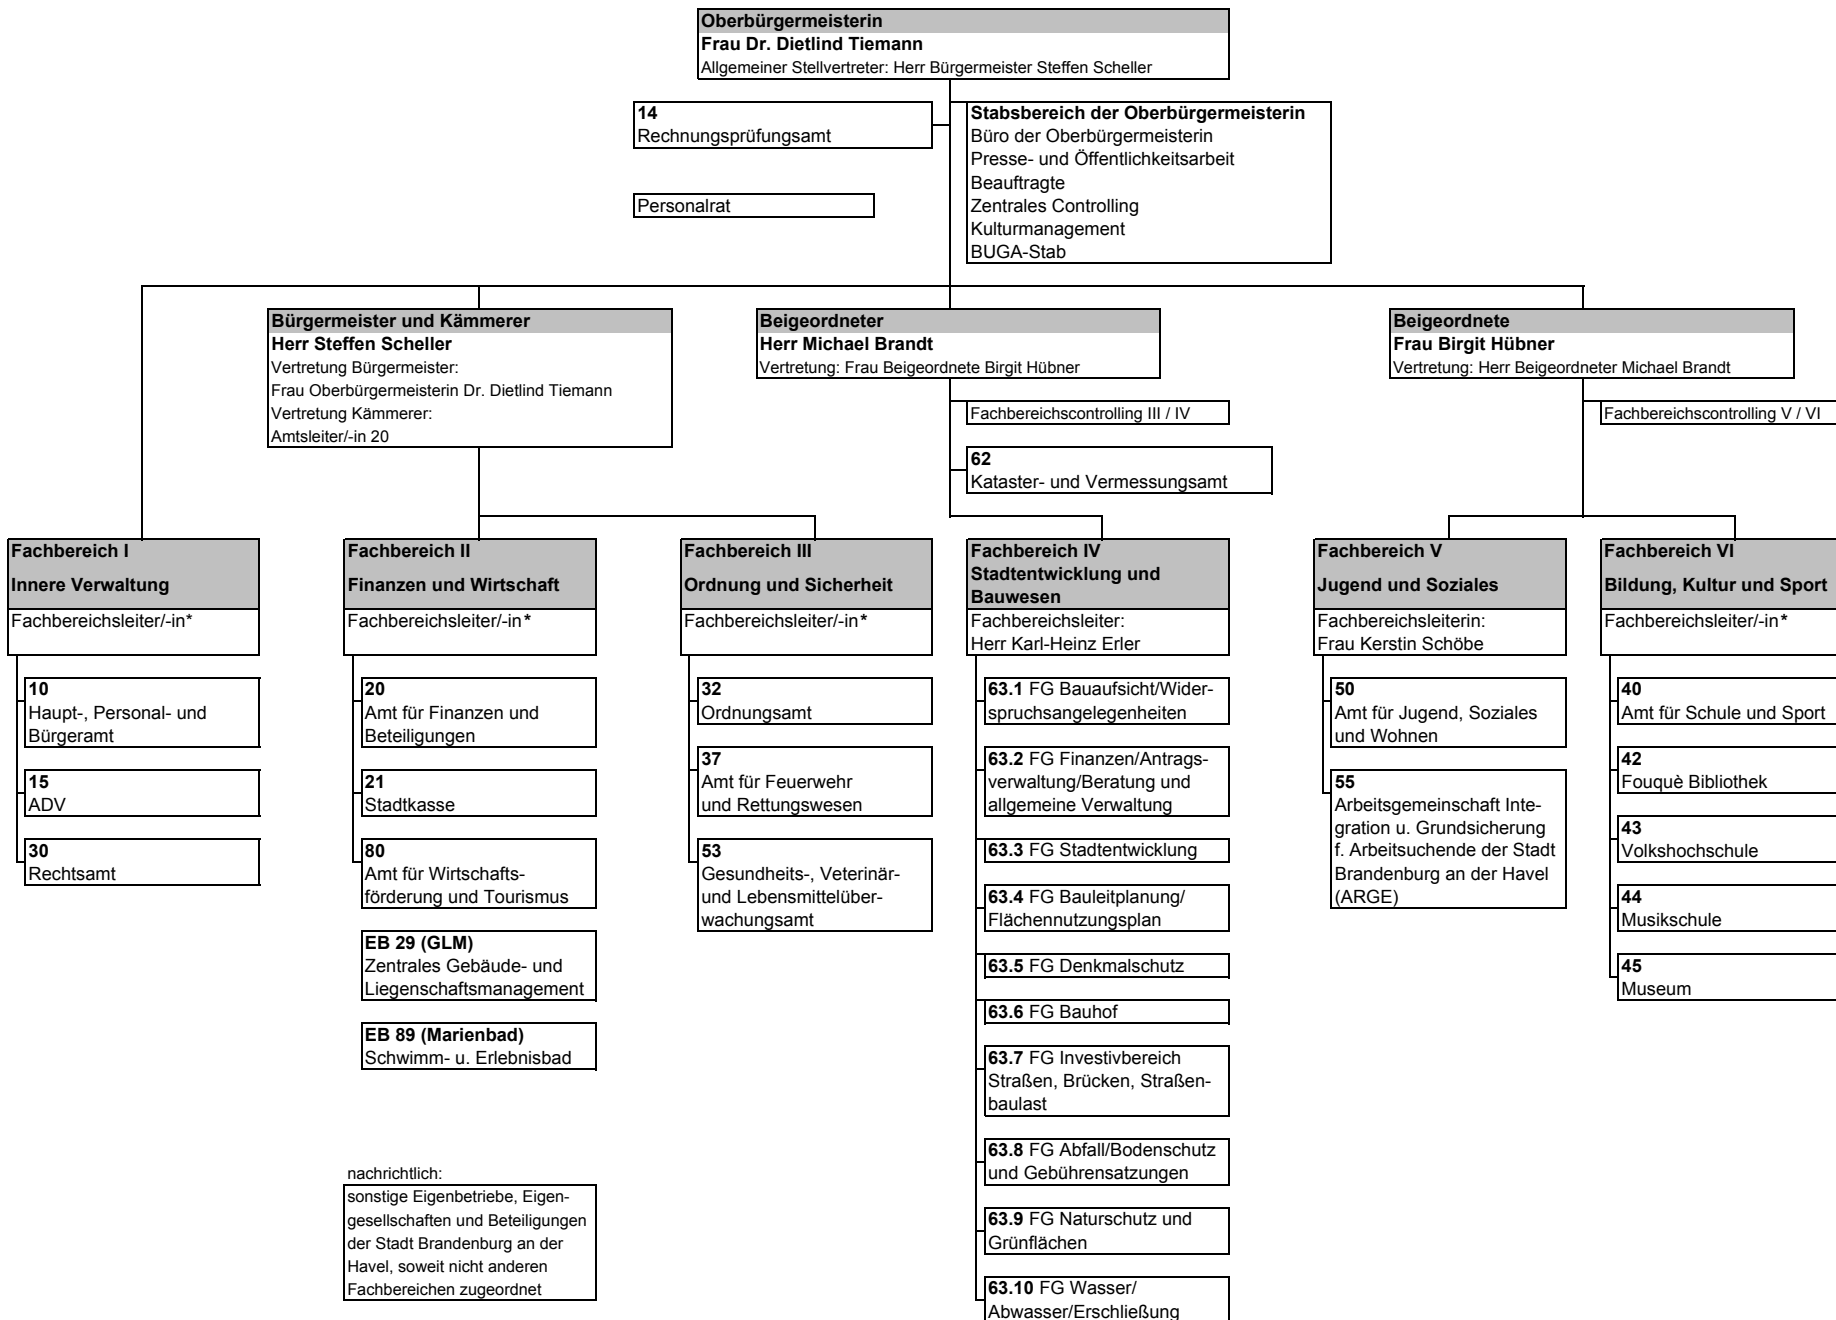 Oberbürgermeisterin
Frau Dr. Dietlind Tiemann
Allgemeiner Stellvertreter: Herr Bürgermeister Steffen Scheller
14
Rechnungsprüfungsamt
Personalrat
Stabsbereich der Oberbürgermeisterin
Büro der Oberbürgermeisterin
Presse- und Öffentlichkeitsarbeit
Beauftragte
Zentrales Controlling
Kulturmanagement
BUGA-Stab
Bürgermeister und Kämmerer
Herr Steffen Scheller
Vertretung Bürgermeister:
Frau Oberbürgermeisterin Dr. Dietlind Tiemann
Vertretung Kämmerer:
Amtsleiter/-in 20
Beigeordneter
Herr Michael Brandt
Vertretung: Frau Beigeordnete Birgit Hübner
Fachbereichscontrolling III / IV
62
Kataster- und Vermessungsamt
Beigeordnete
Frau Birgit Hübner
Vertretung: Herr Beigeordneter Michael Brandt
Fachbereichscontrolling V / VI
Fachbereich I
Innere Verwaltung
Fachbereichsleiter/-in*
10
Haupt-, Personal- und
Bürgeramt
15
ADV
30
Rechtsamt
Fachbereich II
Finanzen und Wirtschaft
Fachbereichsleiter/-in*
20
Amt für Finanzen und
Beteiligungen
21
Stadtkasse
80
Amt für Wirtschafts-
förderung und Tourismus
EB 29 (GLM)
Zentrales Gebäude- und
Liegenschaftsmanagement
EB 89 (Marienbad)
Schwimm- u. Erlebnisbad
nachrichtlich:
sonstige Eigenbetriebe, Eigen-
gesellschaften und Beteiligungen
der Stadt Brandenburg an der
Havel, soweit nicht anderen
Fachbereichen zugeordnet
Fachbereich III
Ordnung und Sicherheit
Fachbereichsleiter/-in*
32
Ordnungsamt
37
Amt für Feuerwehr
und Rettungswesen
53
Gesundheits-, Veterinär-
und Lebensmittelüber-
wachungsamt
Fachbereich IV
Stadtentwicklung und
Bauwesen
Fachbereichsleiter:
Herr Karl-Heinz Erler
63.1 FG Bauaufsicht/Wider-
spruchsangelegenheiten
63.2 FG Finanzen/Antrags-
verwaltung/Beratung und
allgemeine Verwaltung
63.3 FG Stadtentwicklung
63.4 FG Bauleitplanung/
Flächennutzungsplan
63.5 FG Denkmalschutz
63.6 FG Bauhof
63.7 FG Investivbereich
Straßen, Brücken, Straßen-
baulast
63.8 FG Abfall/Bodenschutz
und Gebührensatzungen
63.9 FG Naturschutz und
Grünflächen
63.10 FG Wasser/
Abwasser/Erschließung
Fachbereich V
Jugend und Soziales
Fachbereichsleiterin:
Frau Kerstin Schöbe
50
Amt für Jugend, Soziales
und Wohnen
55
Arbeitsgemeinschaft Inte-
gration u. Grundsicherung
f. Arbeitsuchende der Stadt
Brandenburg an der Havel
(ARGE)
Fachbereich VI
Bildung, Kultur und Sport
Fachbereichsleiter/-in*
40
Amt für Schule und Sport
42
Fouquè Bibliothek
43
Volkshochschule
44
Musikschule
45
Museum